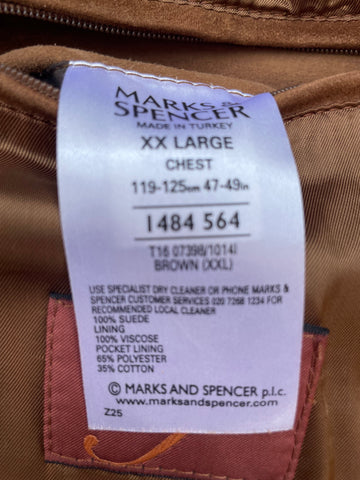 MARKS &
SPENCER
MADE IN TURKEY
XX LARGE
CHEST
119-125cm 47-49in
1484 564
T16 07398/1014I
BROWN (XXL)
USE SPECIALIST DRY CLEANER OR PHONE MARKS &
SPENCER CUSTOMER SERVICES 020 7268 1234 FOR
RECOMMENDED LOCAL CLEANER
100% SUEDE
LINING
100% VISCOSE
POCKET LINING
65% POLYESTER
35% COTTON
© MARKS AND SPENCER p.l.c.
www.marksandspencer.com
Z25